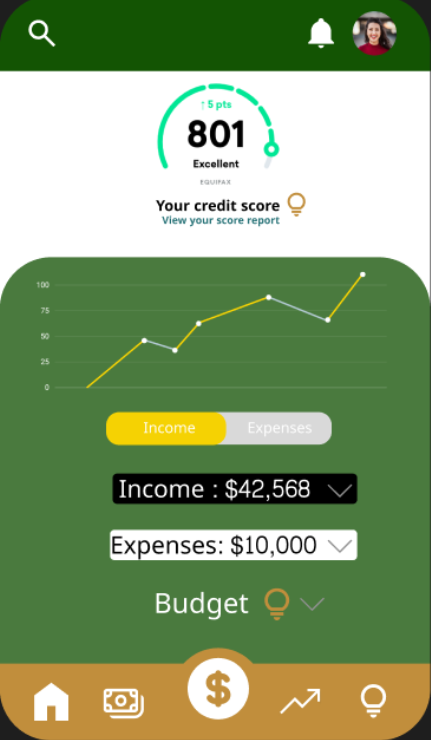 ↑ 5 pts
801
Excellent
EQUIFAX
Your credit score
View your score report
100
75
50
25
0
Income Expenses
Income : $42,568
Expenses: $10,000
Budget
$